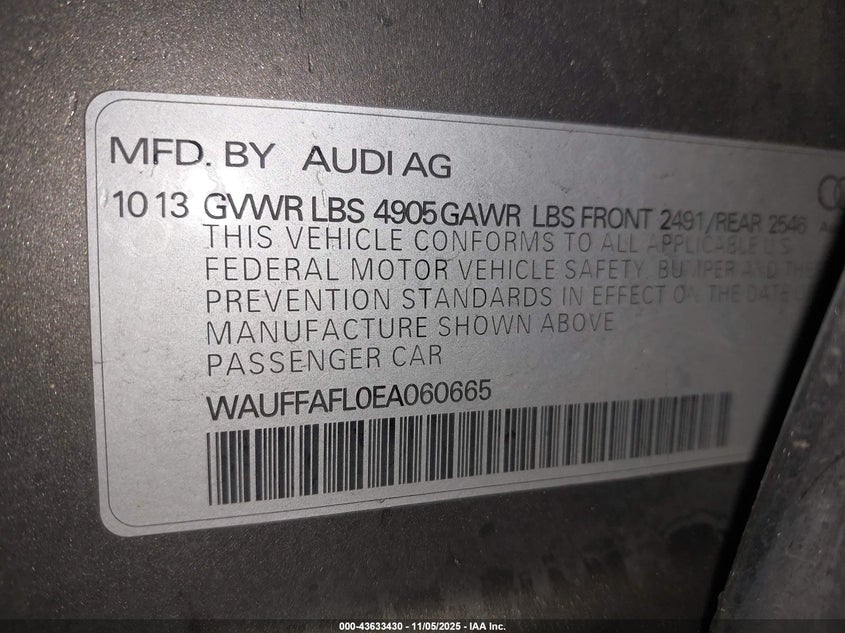 MFD. BY AUDI AG
10 13 GVWR LBS 4905 GAWR LBS FRONT 2491/REAR 2546
THIS VEHICLE CONFORMS TO ALL APPLICABLE U.S.
FEDERAL MOTOR VEHICLE SAFETY, BUMPER AND THE
PREVENTION STANDARDS IN EFFECT ON THE DATE
MANUFACTURE SHOWN ABOVE
PASSENGER CAR
WAUFFAFL0EA060665
000-43633430 - 11/05/2025 - IAA Inc.